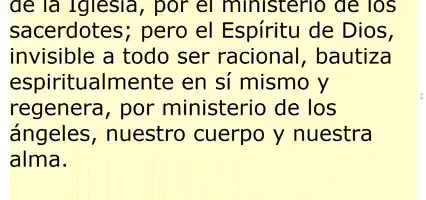 de la Iglesia, por el ministerio de los
sacerdotes; pero el Espíritu de Dios,
invisible a todo ser racional, bautiza
espiritualmente en sí mismo y
regenera, por ministerio de los
ángeles, nuestro cuerpo y nuestra
alma.